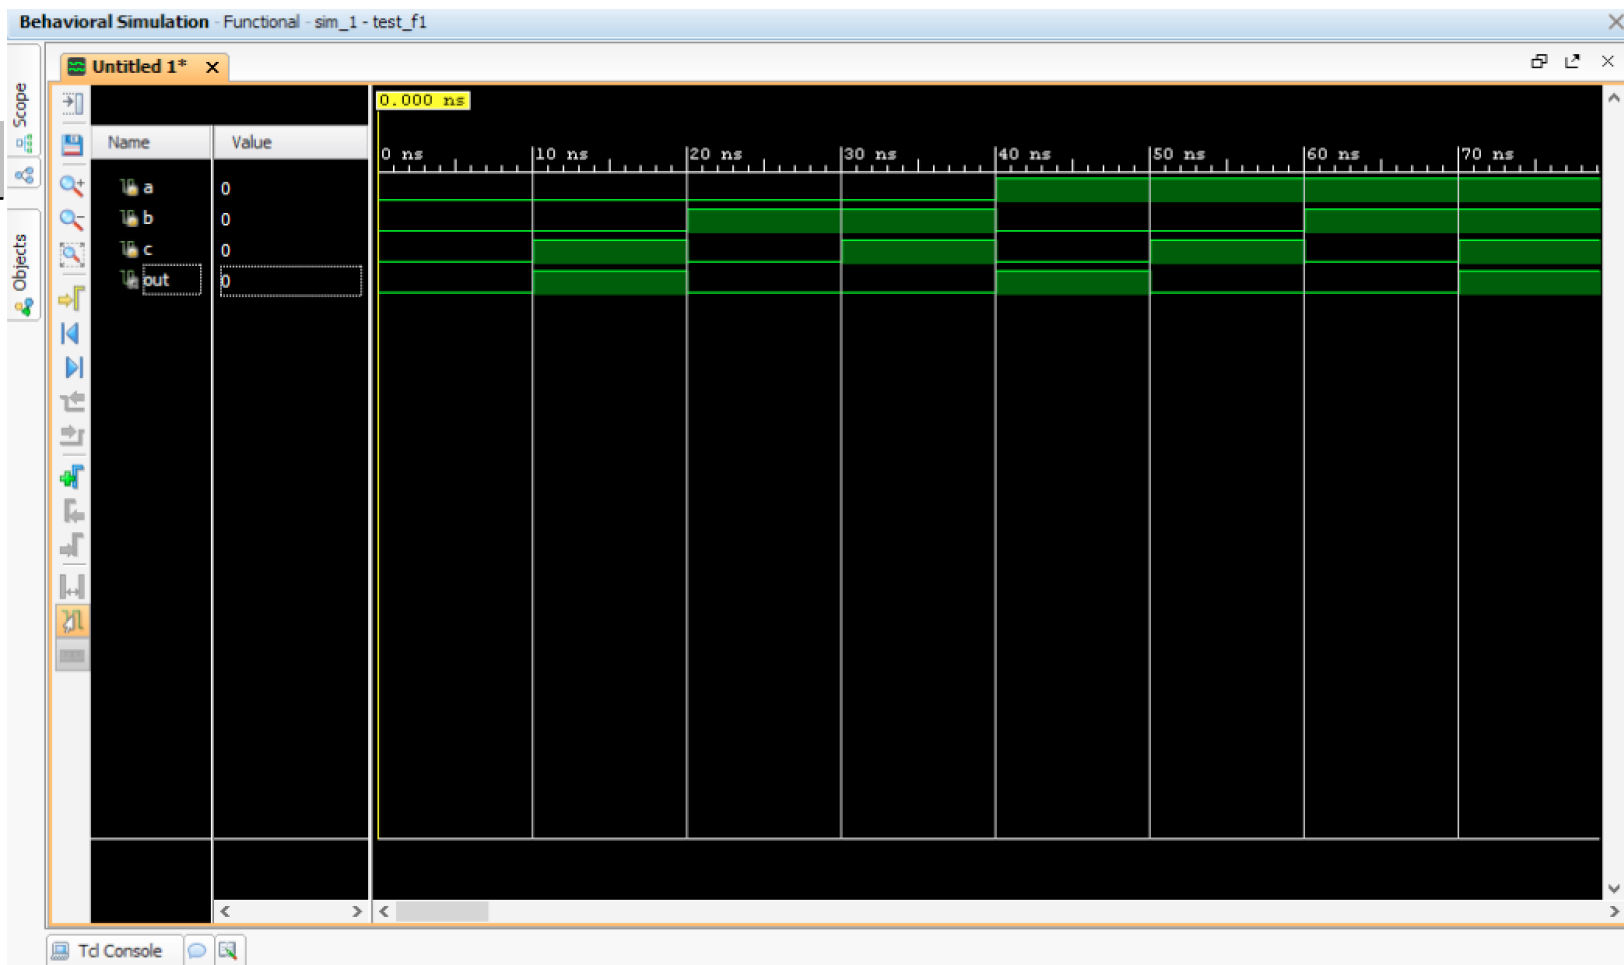 Behavioral Simulation - Functional - sim_1 - test_f1
Scope
Objects
Untitled 1*
0.000 ns
Name Value
0 ns 10 ns 20 ns 30 ns 40 ns 50 ns 60 ns 70 ns
a 0
b 0
c 0
out 0
Tcl Console